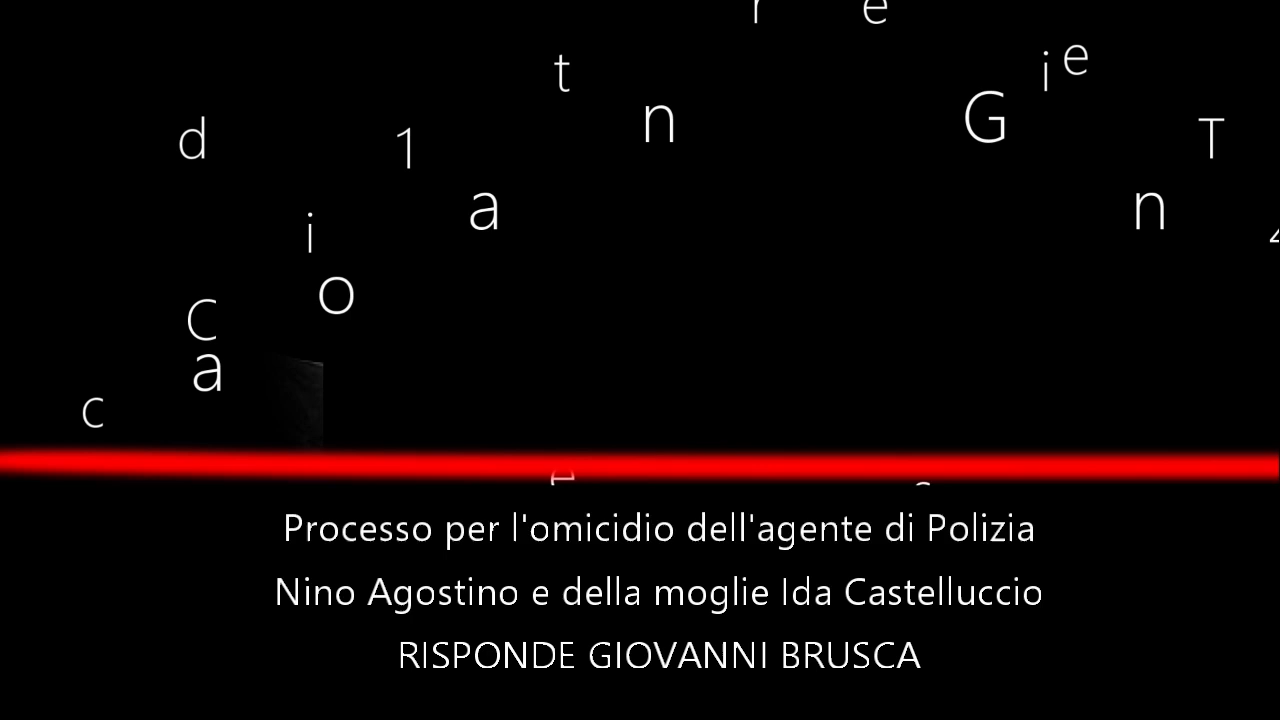 Processo per l'omicidio dell'agente di Polizia
Nino Agostino e della moglie Ida Castelluccio
RISPONDE GIOVANNI BRUSCA